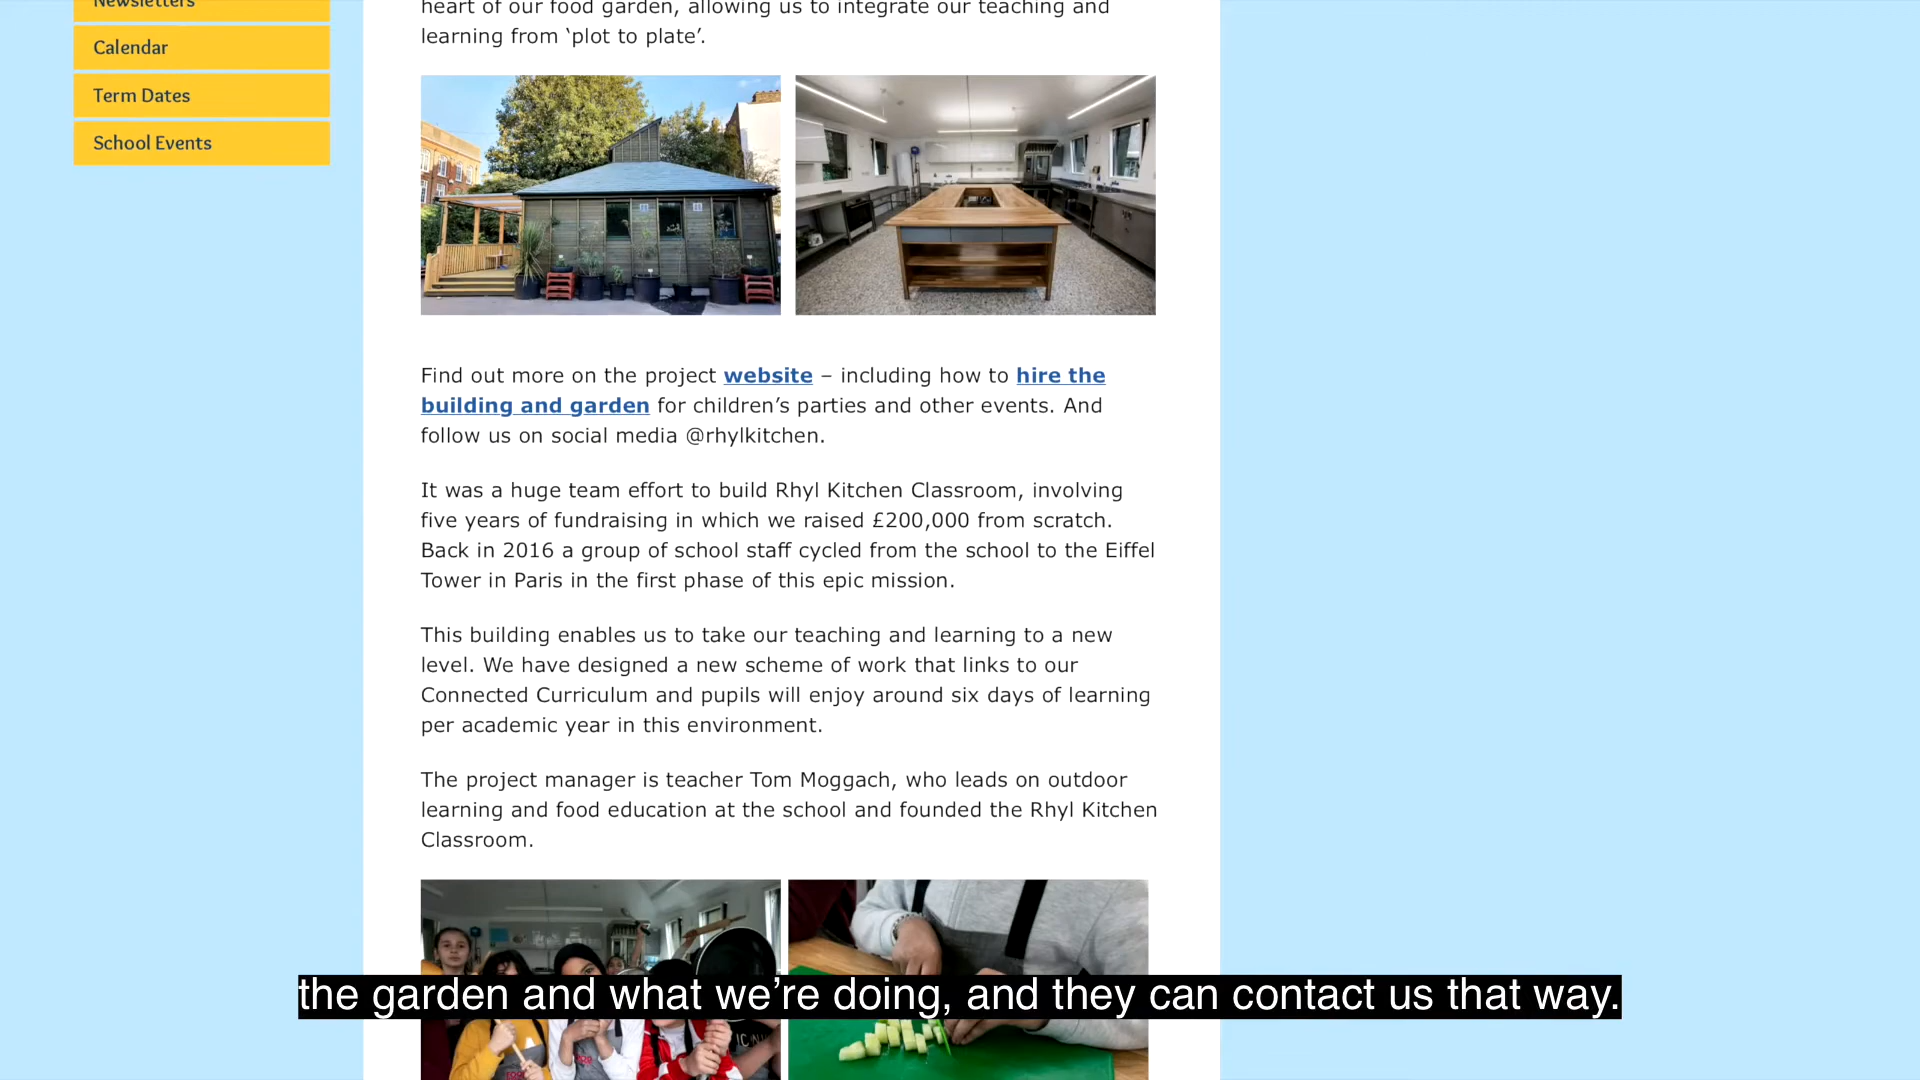 Newsletters
Calendar
Term Dates
School Events
heart of our food garden, allowing us to integrate our teaching and
learning from ‘plot to plate’.
Find out more on the project website – including how to hire the
building and garden for children’s parties and other events. And
follow us on social media @rhylkitchen.
It was a huge team effort to build Rhyl Kitchen Classroom, involving
five years of fundraising in which we raised £200,000 from scratch.
Back in 2016 a group of school staff cycled from the school to the Eiffel
Tower in Paris in the first phase of this epic mission.
This building enables us to take our teaching and learning to a new
level. We have designed a new scheme of work that links to our
Connected Curriculum and pupils will enjoy around six days of learning
per academic year in this environment.
The project manager is teacher Tom Moggach, who leads on outdoor
learning and food education at the school and founded the Rhyl Kitchen
Classroom.
the garden and what we’re doing, and they can contact us that way.